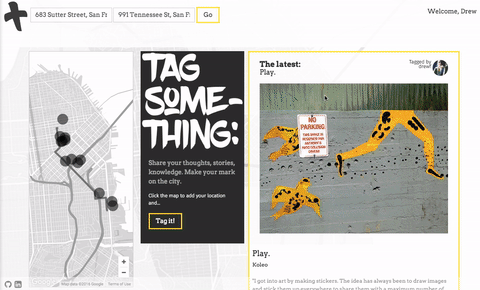 683 Sutter Street, San Fr
991 Tennessee St, San Fr
Go
Welcome, Drew
TAG
SOME-
THING:
Share your thoughts, stories,
knowledge. Make your mark
on the city.
Click the map to add your location
and...
Tag it!
The latest:
Play.
Tagged by
drew!
NO
PARKING
Play.
Koleo
"I got into art by making stickers. The idea has always been to draw images
and stick them on everywhere to share them with a maximum number of
Map data ©2014 Google
Terms of Use